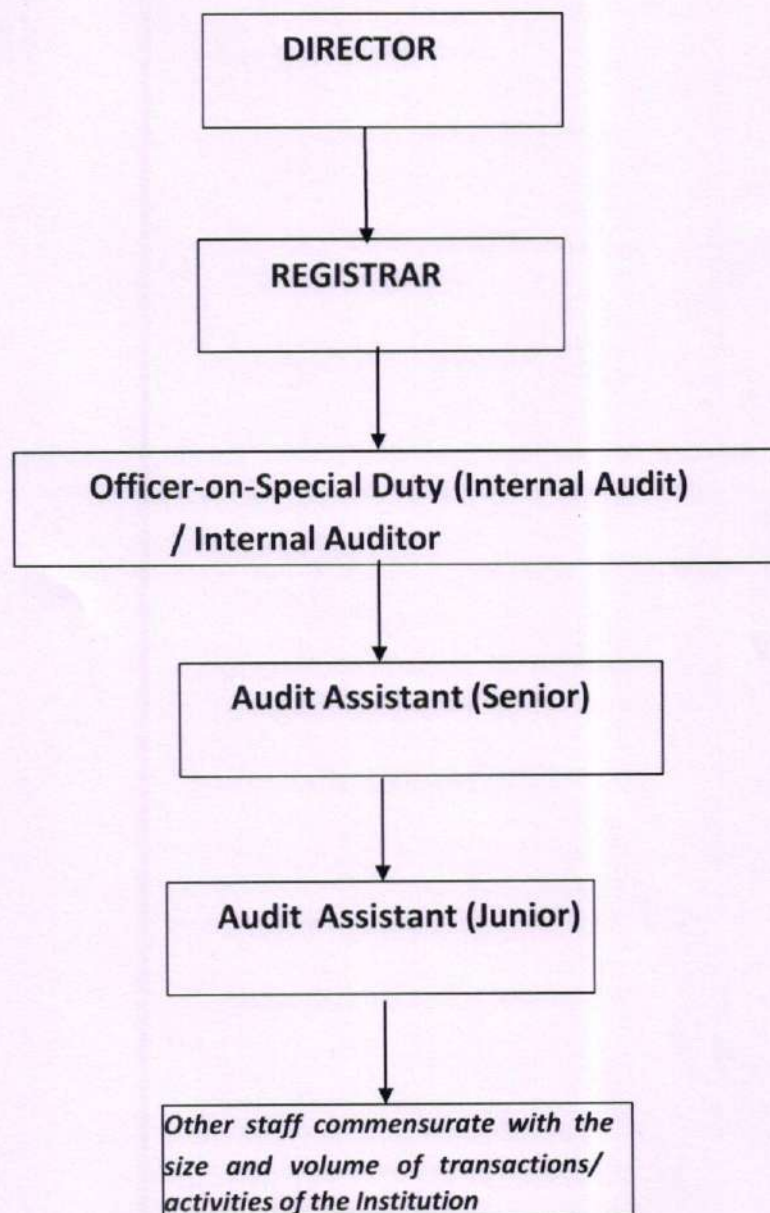 DIRECTOR
REGISTRAR
Officer-on-Special Duty (Internal Audit)
/ Internal Auditor
Audit Assistant (Senior)
Audit Assistant (Junior)
Other staff commensurate with the
size and volume of transactions/
activities of the Institution